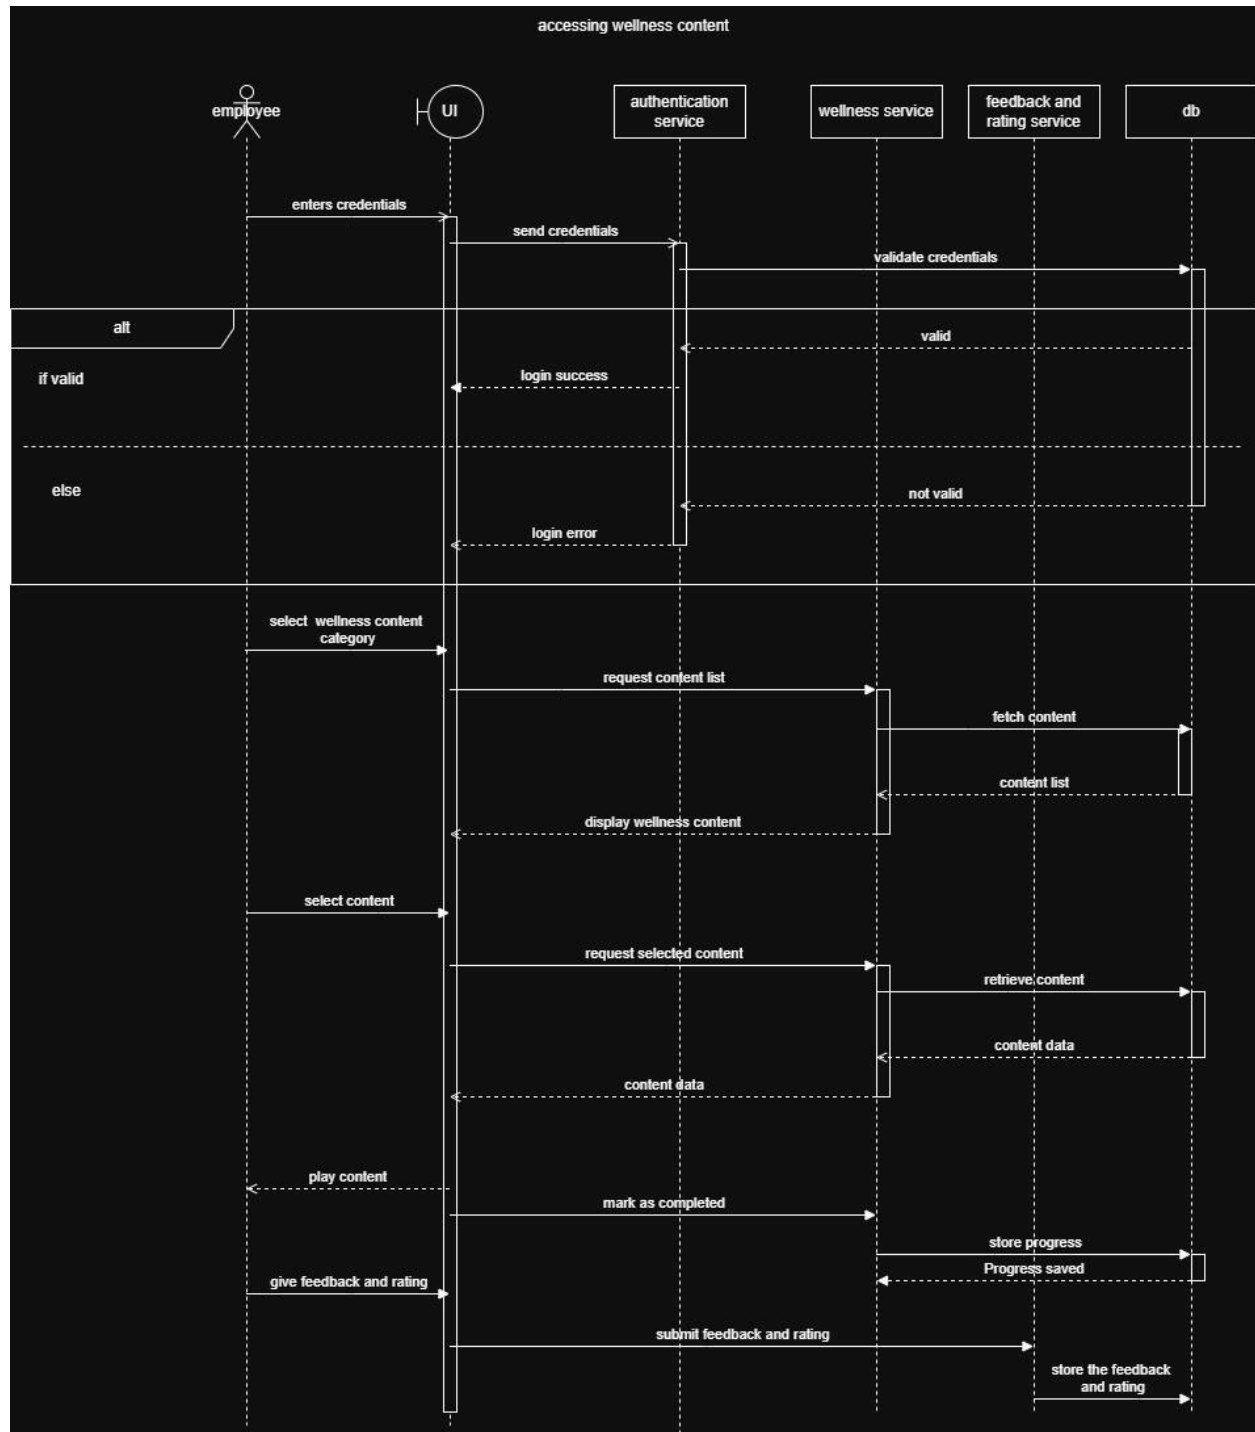 accessing wellness content
employee
UI
authentication
service
wellness service
feedback and
rating service
db
enters credentials
send credentials
validate credentials
alt
valid
if valid
login success
else
not valid
login error
select wellness content
category
request content list
fetch content
content list
display wellness content
select content
request selected content
retrieve content
content data
content data
play content
mark as completed
store progress
Progress saved
give feedback and rating
submit feedback and rating
store the feedback
and rating